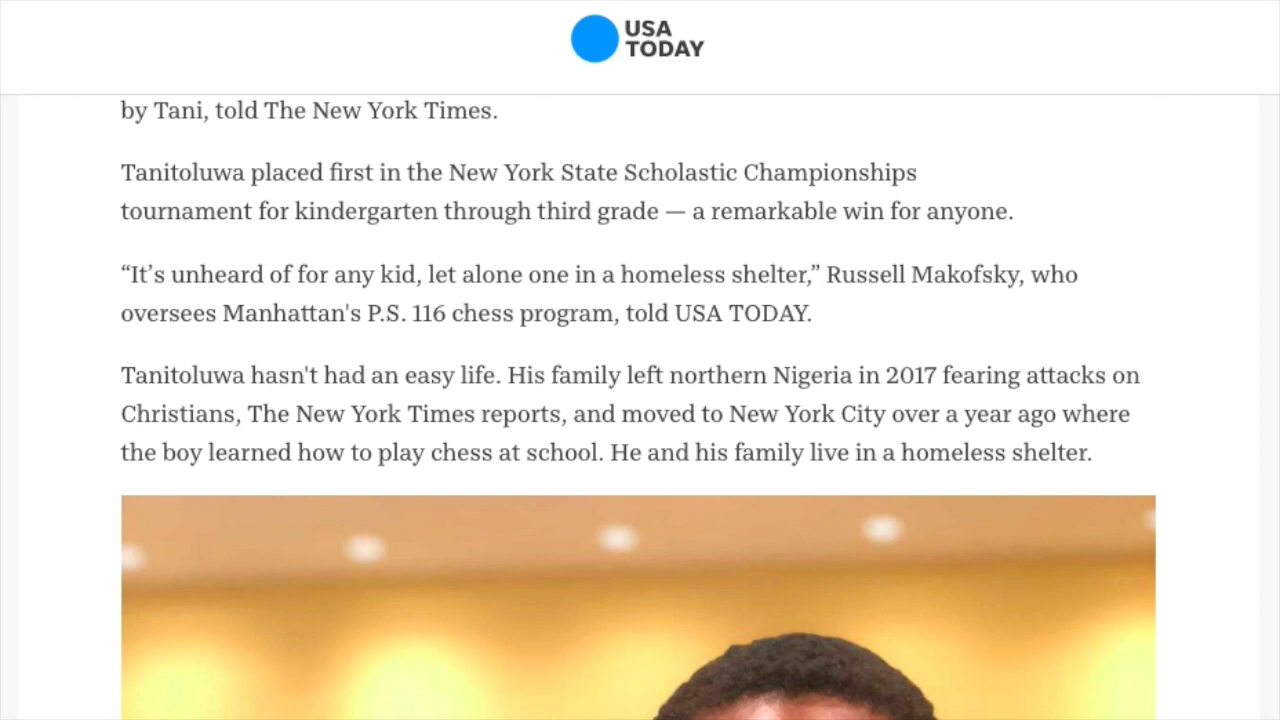 USA
TODAY
by Tani, told The New York Times.
Tanitoluwa placed first in the New York State Scholastic Championships
tournament for kindergarten through third grade — a remarkable win for anyone.
“It’s unheard of for any kid, let alone one in a homeless shelter,” Russell Makofsky, who
oversees Manhattan's P.S. 116 chess program, told USA TODAY.
Tanitoluwa hasn't had an easy life. His family left northern Nigeria in 2017 fearing attacks on
Christians, The New York Times reports, and moved to New York City over a year ago where
the boy learned how to play chess at school. He and his family live in a homeless shelter.